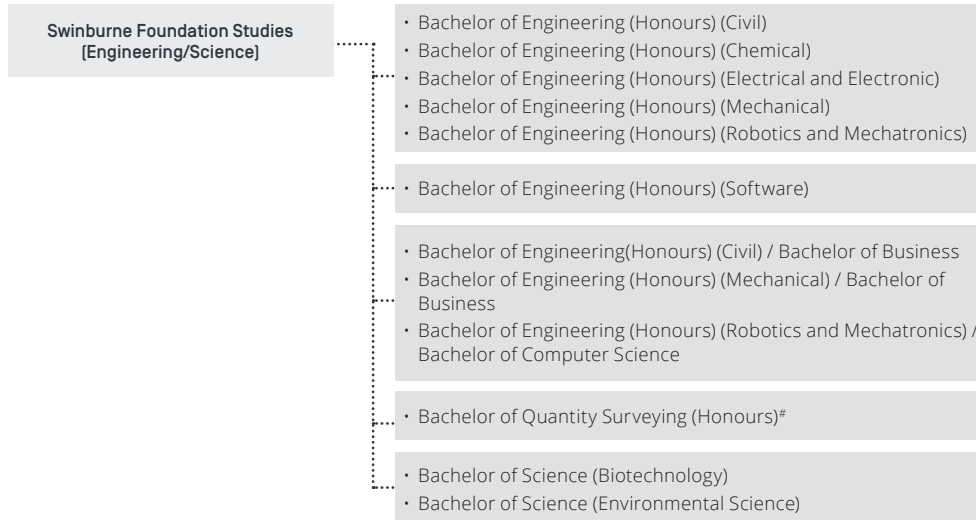 Swinburne Foundation Studies
(Engineering/Science)
• Bachelor of Engineering (Honours) (Civil)
• Bachelor of Engineering (Honours) (Chemical)
• Bachelor of Engineering (Honours) (Electrical and Electronic)
• Bachelor of Engineering (Honours) (Mechanical)
• Bachelor of Engineering (Honours) (Robotics and Mechatronics)
• Bachelor of Engineering (Honours) (Software)
• Bachelor of Engineering(Honours) (Civil) / Bachelor of Business
• Bachelor of Engineering (Honours) (Mechanical) / Bachelor of
Business
• Bachelor of Engineering (Honours) (Robotics and Mechatronics) /
Bachelor of Computer Science
• Bachelor of Quantity Surveying (Honours)#
• Bachelor of Science (Biotechnology)
• Bachelor of Science (Environmental Science)